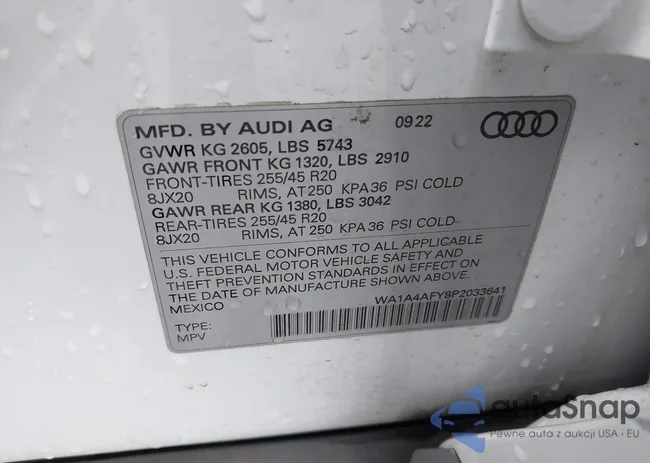 MFD. BY AUDI AG 09 22
GVWR KG 2605, LBS 5743
GAWR FRONT KG 1320, LBS 2910
FRONT-TIRES 255/45 R20
8JX20 RIMS, AT 250 KPA 36 PSI COLD
GAWR REAR KG 1380, LBS 3042
REAR-TIRES 255/45 R20
8JX20 RIMS, AT 250 KPA 36 PSI COLD
THIS VEHICLE CONFORMS TO ALL APPLICABLE
U.S. FEDERAL MOTOR VEHICLE SAFETY AND
THEFT PREVENTION STANDARDS IN EFFECT ON
THE DATE OF MANUFACTURE SHOWN ABOVE.
MEXICO WA1A4AFY8P2033641
TYPE:
MPV
autaSnap
Pewne auta z aukcji USA i EU